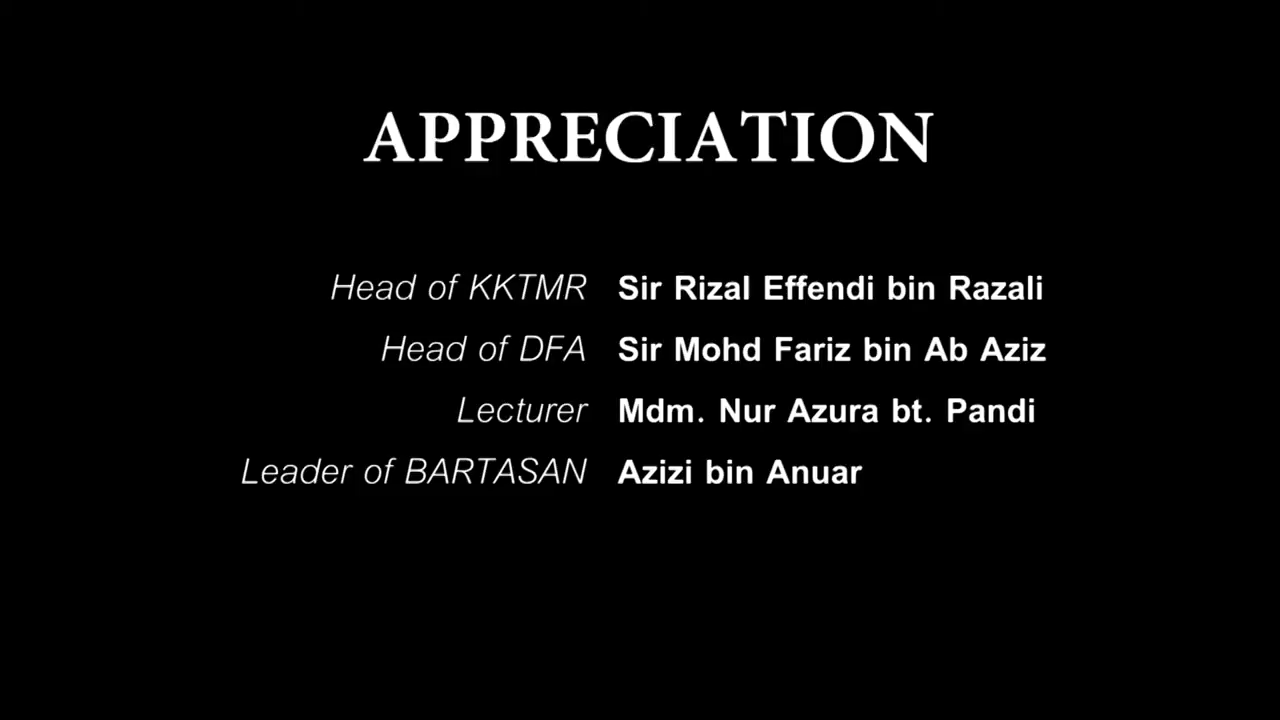 APPRECIATION
Head of KKTMR Sir Rizal Effendi bin Razali
Head of DFA Sir Mohd Fariz bin Ab Aziz
Lecturer Mdm. Nur Azura bt. Pandi
Leader of BARTASAN Azizi bin Anuar